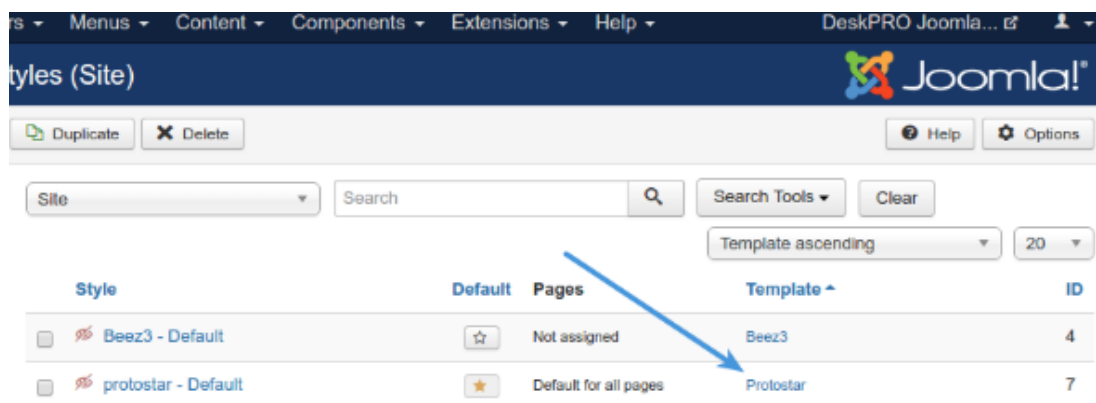 rs Menus Content Components Extensions Help DeskPRO Joomla...
tyles (Site) Joomla!®
Duplicate Delete Help Options
Site Search Search Tools Clear
Template ascending 20
Style Default Pages Template ID
Beez3 - Default Not assigned Beez3 4
protostar - Default Default for all pages Protostar 7